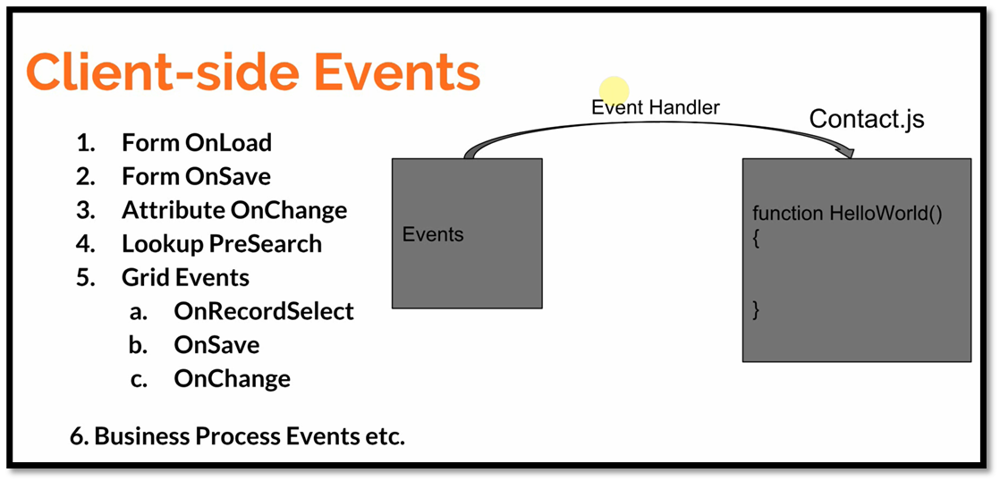 Client-side Events
1. Form OnLoad
2. Form OnSave
3. Attribute OnChange
4. Lookup PreSearch
5. Grid Events
a. OnRecordSelect
b. OnSave
c. OnChange
6. Business Process Events etc.
Events
Event Handler
Contact.js
function HelloWorld()
{
}